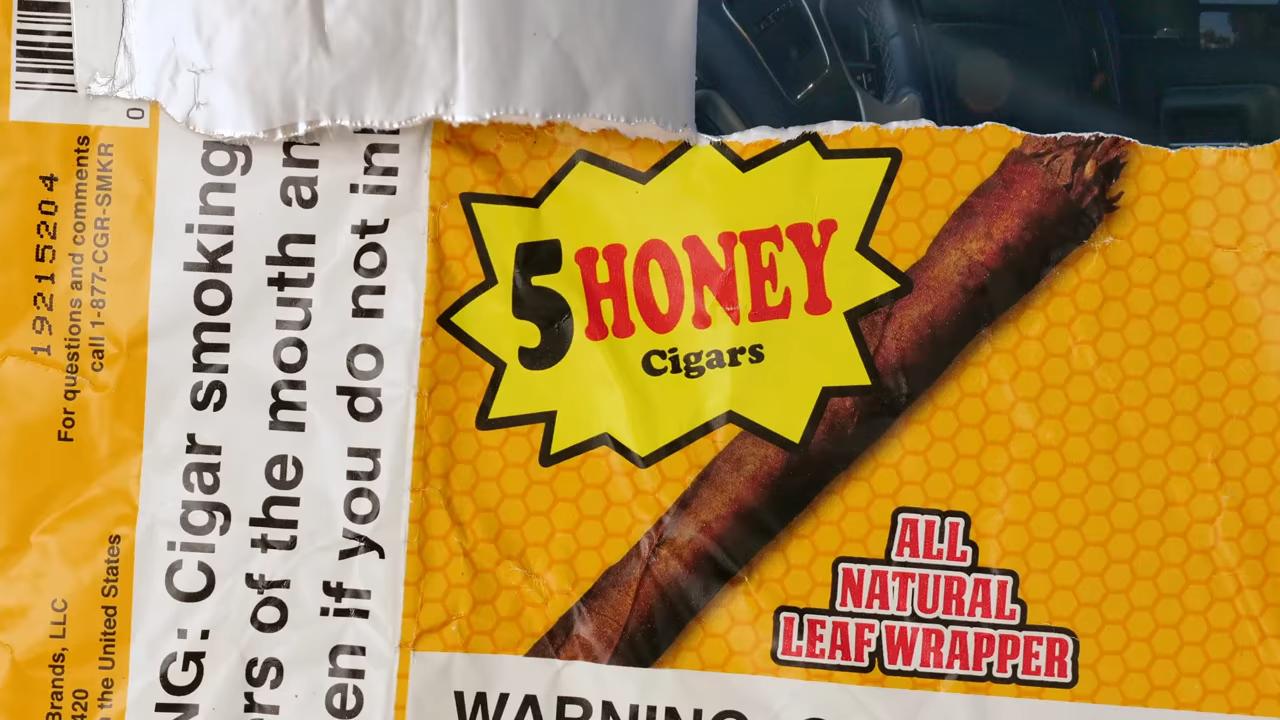 5 HONEY
Cigars
ALL
NATURAL
LEAF WRAPPER
WARNING:
NG: Cigar smoking
rs of the mouth an
en if you do not in
0
19215204
For questions and comments
call 1-877-CGR-SMKR
Brands, LLC
420
the United States